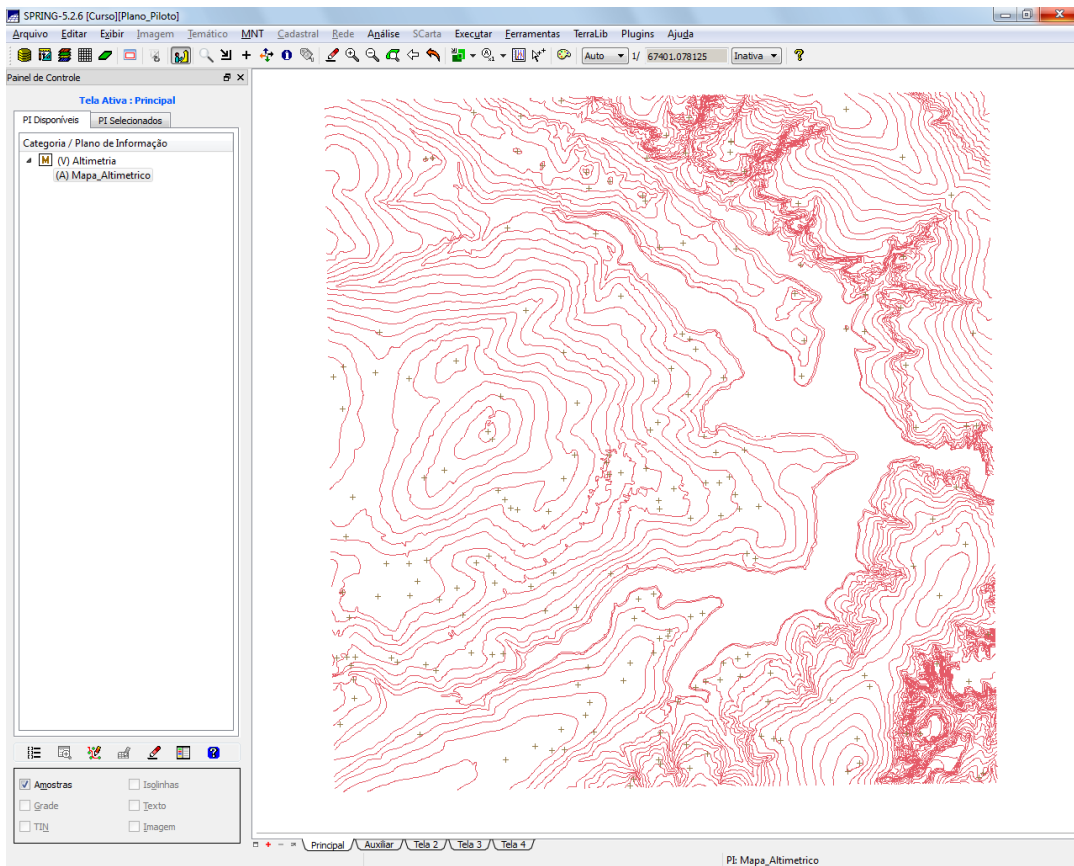 SPRING-5.2.6 [Curso][Plano_Piloto]
Arquivo Editar Exibir Imagem Temático MNT Cadastral Rede Análise SCarta Executar Ferramentas TerraLib Plugins Ajuda
Auto 1/ 67401.078125 Inativa
Painel de Controle
Tela Ativa : Principal
PI Disponíveis PI Selecionados
Categoria / Plano de Informação
M (V) Altimetria
(A) Mapa_Altimetrico
Amostras Isolinhas
Grade Texto
TIN Imagem
Principal Auxiliar Tela 2 Tela 3 Tela 4
PI: Mapa_Altimetrico